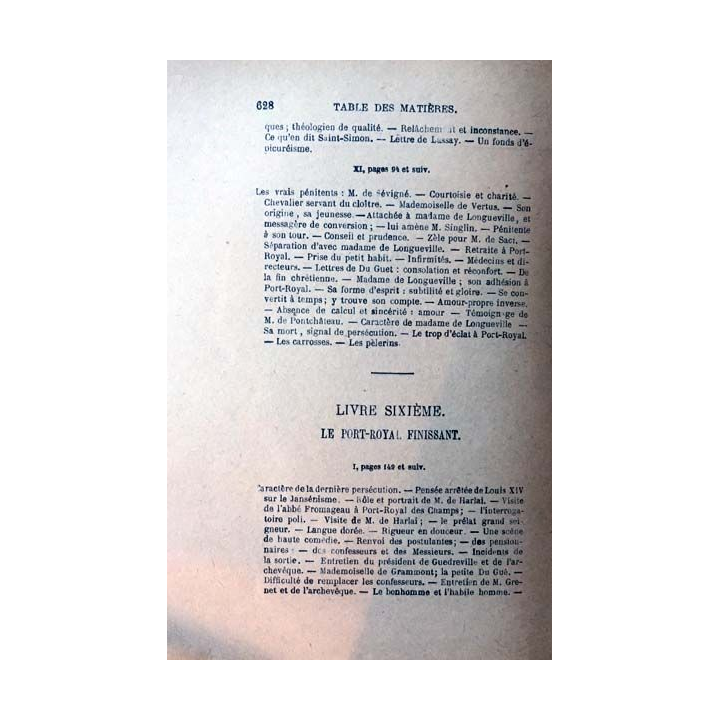 628 TABLE DES MATIÈRES.
ques ; théologien de qualité. — Relâchement et inconstance. —
Ce qu'en dit Saint-Simon. — Lettre de Lassay. — Un fonds d'é-
picuréisme.
XI, pages 94 et suiv.
Les vrais pénitents : M. de Sévigné. — Courtoisie et charité. —
Chevalier servant du cloître. — Mademoiselle de Vertus. — Son
origine, sa jeunesse. — Attachée à madame de Longueville, et
messagère de conversion ; — lui amène M. Singlin. — Pénitente
à son tour. — Conseil et prudence. — Zèle pour M. de Saci. —
Séparation d'avec madame de Longueville. — Retraite à Port-
Royal. — Prise du petit habit. — Infirmités. — Médecins et di-
recteurs. — Lettres de Du Guet : consolation et réconfort. — De
la fin chrétienne. — Madame de Longueville ; son adhésion à
Port-Royal. — Sa forme d'esprit : subtilité et gloire. — Se con-
vertit à temps ; y trouve son compte. — Amour-propre inverse.
— Absence de calcul et sincérité : amour — Témoignage de
M. de Pontchâteau. — Caractère de madame de Longueville —
Sa mort, signal de persécution. — Le trop d'éclat à Port-Royal.
— Les carrosses. — Les pèlerins.
LIVRE SIXIÈME.
LE PORT-ROYAL FINISSANT.
I, pages 149 et suiv.
Caractère de la dernière persécution. — Pensée arrêtée de Louis XIV
sur le Jansénisme. — Rôle et portrait de M. de Harlai. — Visite
de l'abbé Fromageau à Port-Royal des Champs ; — l'interroga-
toire poli. — Visite de M. de Harlai ; — le prélat grand sei-
gneur. — Langue dorée. — Rigueur en douceur. — Une scène
de haute comédie. — Renvoi des postulantes ; — des pension-
naires ; — des confesseurs et des Messieurs. — Incidents de
la sortie. — Entretien du président de Guedreville et de l'ar-
chevêque. — Mademoiselle de Grammont ; la petite Du Gué. —
Difficulté de remplacer les confesseurs. — Entretien de M. Gre-
net et de l'archevêque. — Le bonhomme et l'habile homme. —